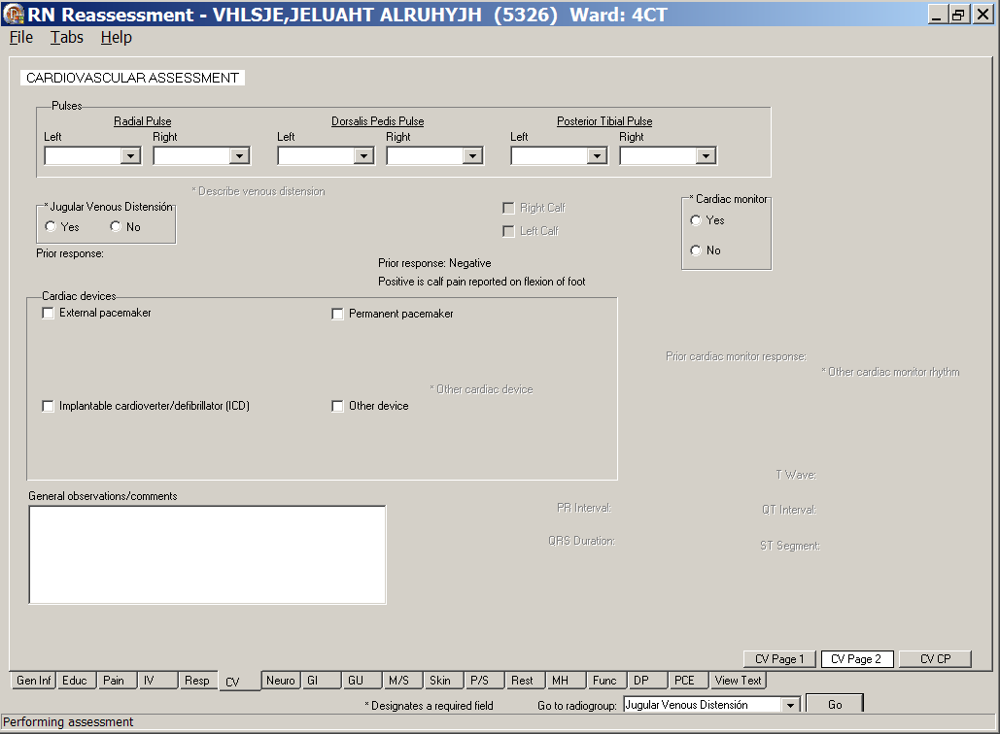 RN Reassessment - VHLSJE,JELUAHT ALRUHYJH (5326) Ward: 4CT
File Tabs Help
CARDIOVASCULAR ASSESSMENT
Pulses
Radial Pulse Dorsalis Pedis Pulse Posterior Tibial Pulse
Left Right Left Right Left Right
* Describe venous distension
* Jugular Venous Distensión
Yes No
Prior response:
Right Calf
Left Calf
* Cardiac monitor
Yes
No
Prior response: Negative
Positive is calf pain reported on flexion of foot
Cardiac devices
External pacemaker Permanent pacemaker
* Other cardiac device
Implantable cardioverter/defibrillator (ICD) Other device
Prior cardiac monitor response:
* Other cardiac monitor rhythm
General observations/comments
T Wave:
PR Interval: QT Interval:
QRS Duration: ST Segment:
CV Page 1 CV Page 2 CV CP
Gen Inf Educ Pain IV Resp CV Neuro GI GU M/S Skin P/S Rest MH Func DP PCE View Text
* Designates a required field Go to radiogroup: Jugular Venous Distensión Go
Performing assessment